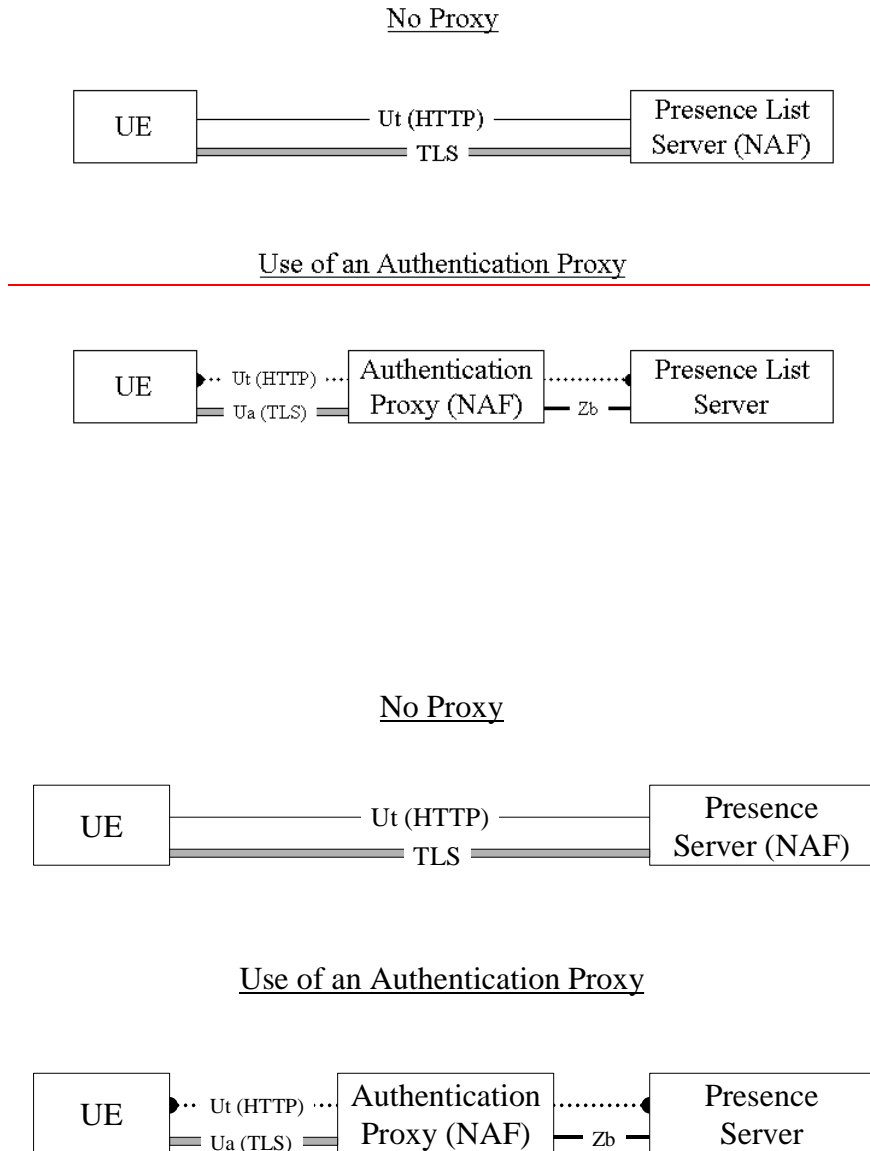 No Proxy
UE
Ut (HTTP)
TLS
Presence List
Server (NAF)
Use of an Authentication Proxy
UE
Ut (HTTP)
Ua (TLS)
Authentication
Proxy (NAF)
Zb
Presence List
Server
No Proxy
UE
Ut (HTTP)
TLS
Presence
Server (NAF)
Use of an Authentication Proxy
UE
Ut (HTTP)
Ua (TLS)
Authentication
Proxy (NAF)
Zb
Presence
Server